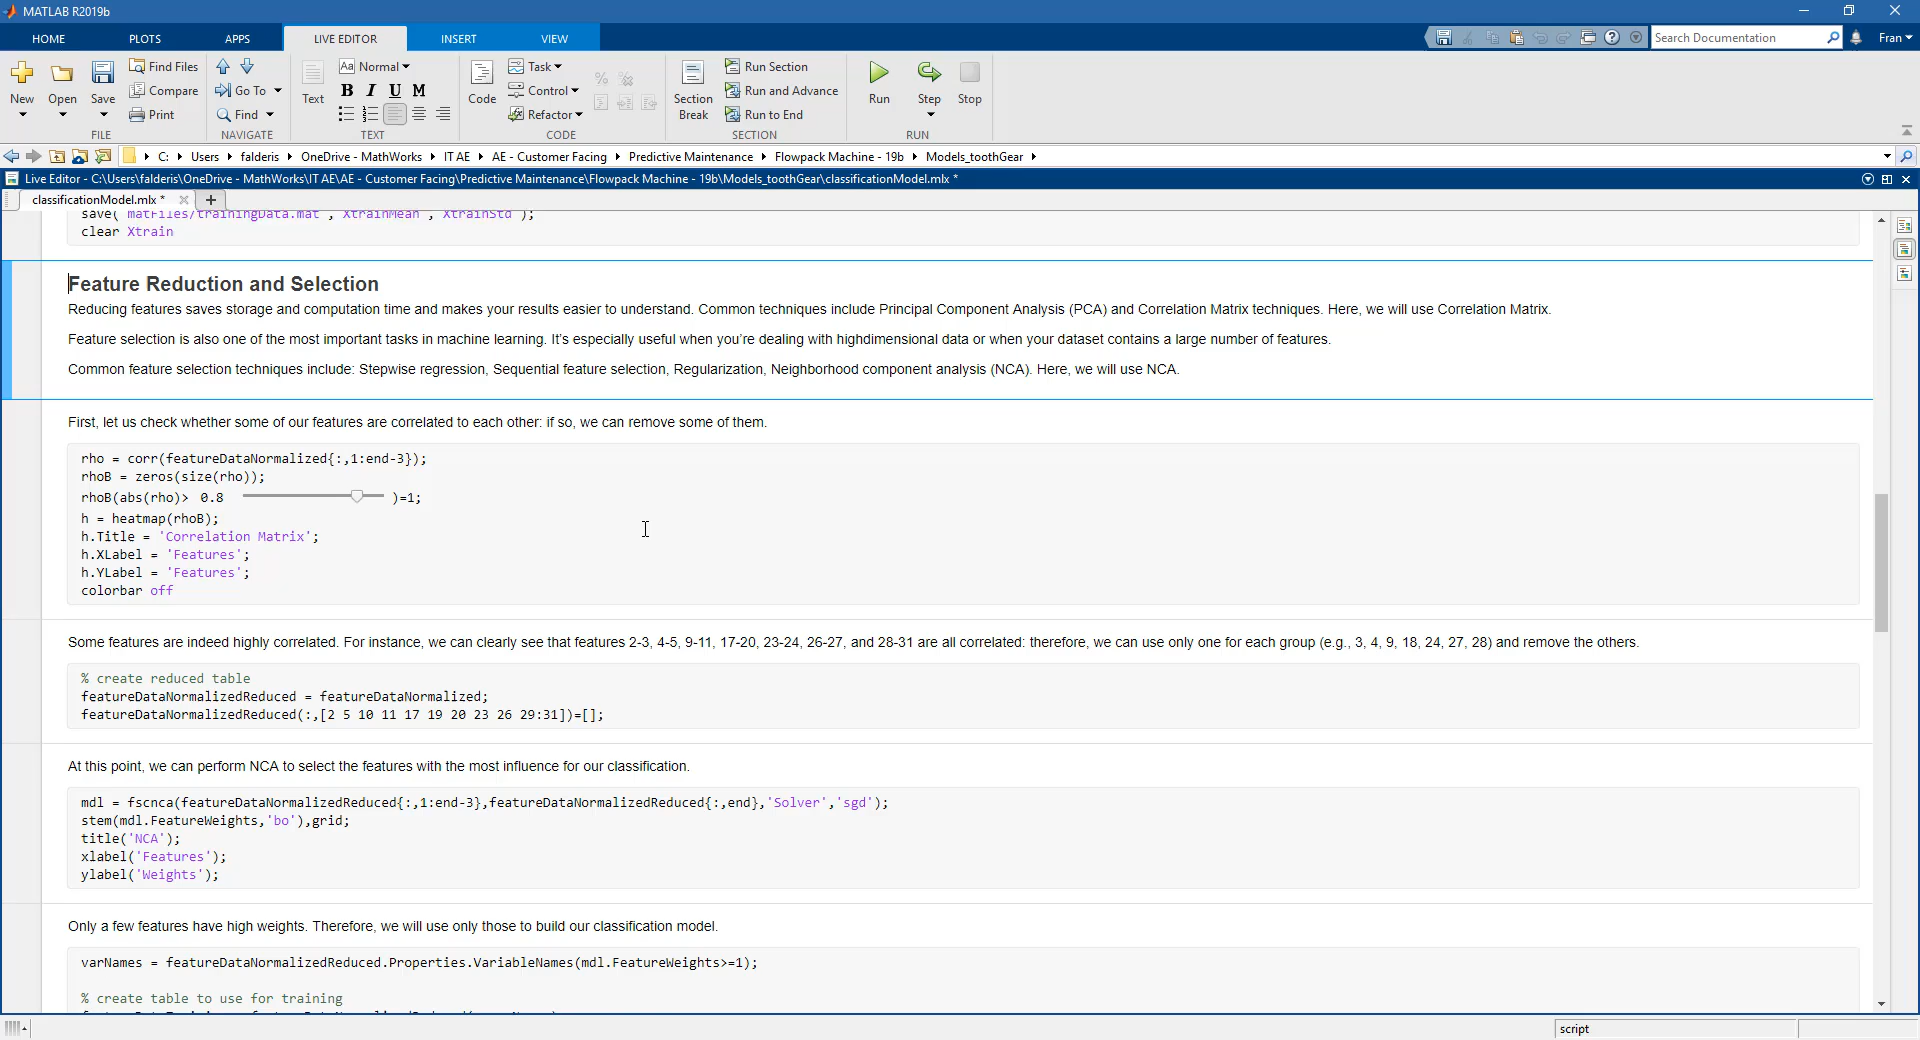 MATLAB R2019b
HOME PLOTS APPS LIVE EDITOR INSERT VIEW
Search Documentation
Fran
New
Open
Save
Find Files
Compare
Print
FILE
Go To
Find
NAVIGATE
Text
Aa Normal
B I U M
TEXT
Code
Task
Control
Refactor
CODE
Section Break
Run Section
Run and Advance
Run to End
SECTION
Run
Step
Stop
RUN
C: Users falderis OneDrive - MathWorks IT AE AE - Customer Facing Predictive Maintenance Flowpack Machine - 19b Models_toothGear
Live Editor - C:\Users\falderis\OneDrive - MathWorks\IT AE\AE - Customer Facing\Predictive Maintenance\Flowpack Machine - 19b\Models_toothGear\classificationModel.mlx *
classificationModel.mlx *
save('matFiles/trainingData.mat','XtrainMean','XtrainStd');
clear Xtrain
Feature Reduction and Selection
Reducing features saves storage and computation time and makes your results easier to understand. Common techniques include Principal Component Analysis (PCA) and Correlation Matrix techniques. Here, we will use Correlation Matrix.
Feature selection is also one of the most important tasks in machine learning. It's especially useful when you're dealing with highdimensional data or when your dataset contains a large number of features.
Common feature selection techniques include: Stepwise regression, Sequential feature selection, Regularization, Neighborhood component analysis (NCA). Here, we will use NCA.
First, let us check whether some of our features are correlated to each other: if so, we can remove some of them.
rho = corr(featureDataNormalized{:,1:end-3});
rhoB = zeros(size(rho));
rhoB(abs(rho)> 0.8 )=1;
h = heatmap(rhoB);
h.Title = 'Correlation Matrix';
h.XLabel = 'Features';
h.YLabel = 'Features';
colorbar off
Some features are indeed highly correlated. For instance, we can clearly see that features 2-3, 4-5, 9-11, 17-20, 23-24, 26-27, and 28-31 are all correlated: therefore, we can use only one for each group (e.g., 3, 4, 9, 18, 24, 27, 28) and remove the others.
% create reduced table
featureDataNormalizedReduced = featureDataNormalized;
featureDataNormalizedReduced(:,[2 5 10 11 17 19 20 23 26 29:31])=[];
At this point, we can perform NCA to select the features with the most influence for our classification.
mdl = fscnca(featureDataNormalizedReduced{:,1:end-3},featureDataNormalizedReduced{:,end},'Solver','sgd');
stem(mdl.FeatureWeights,'bo'),grid;
title('NCA');
xlabel('Features');
ylabel('Weights');
Only a few features have high weights. Therefore, we will use only those to build our classification model.
varNames = featureDataNormalizedReduced.Properties.VariableNames(mdl.FeatureWeights>=1);
% create table to use for training
script